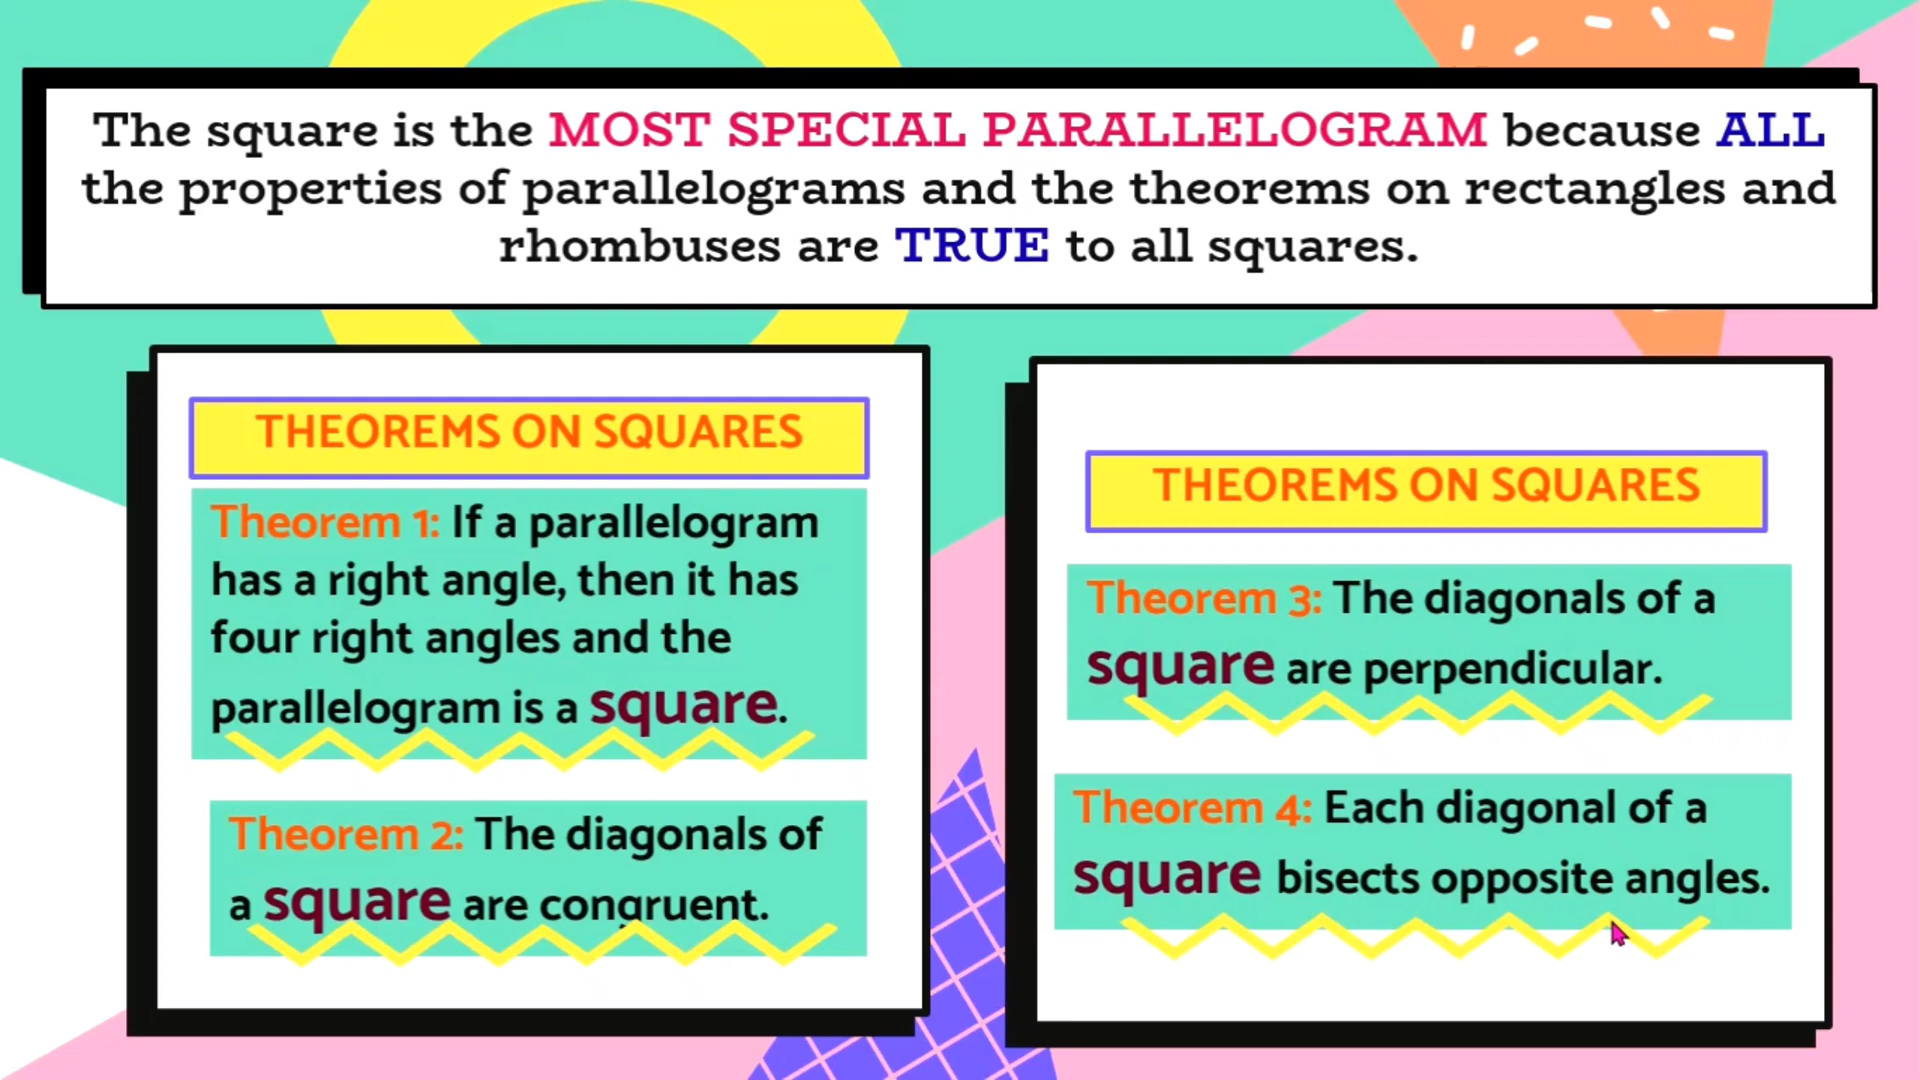 The square is the MOST SPECIAL PARALLELOGRAM because ALL
the properties of parallelograms and the theorems on rectangles and
rhombuses are TRUE to all squares.
THEOREMS ON SQUARES
Theorem 1: If a parallelogram
has a right angle, then it has
four right angles and the
parallelogram is a square.
Theorem 2: The diagonals of
a square are congruent.
THEOREMS ON SQUARES
Theorem 3: The diagonals of a
square are perpendicular.
Theorem 4: Each diagonal of a
square bisects opposite angles.